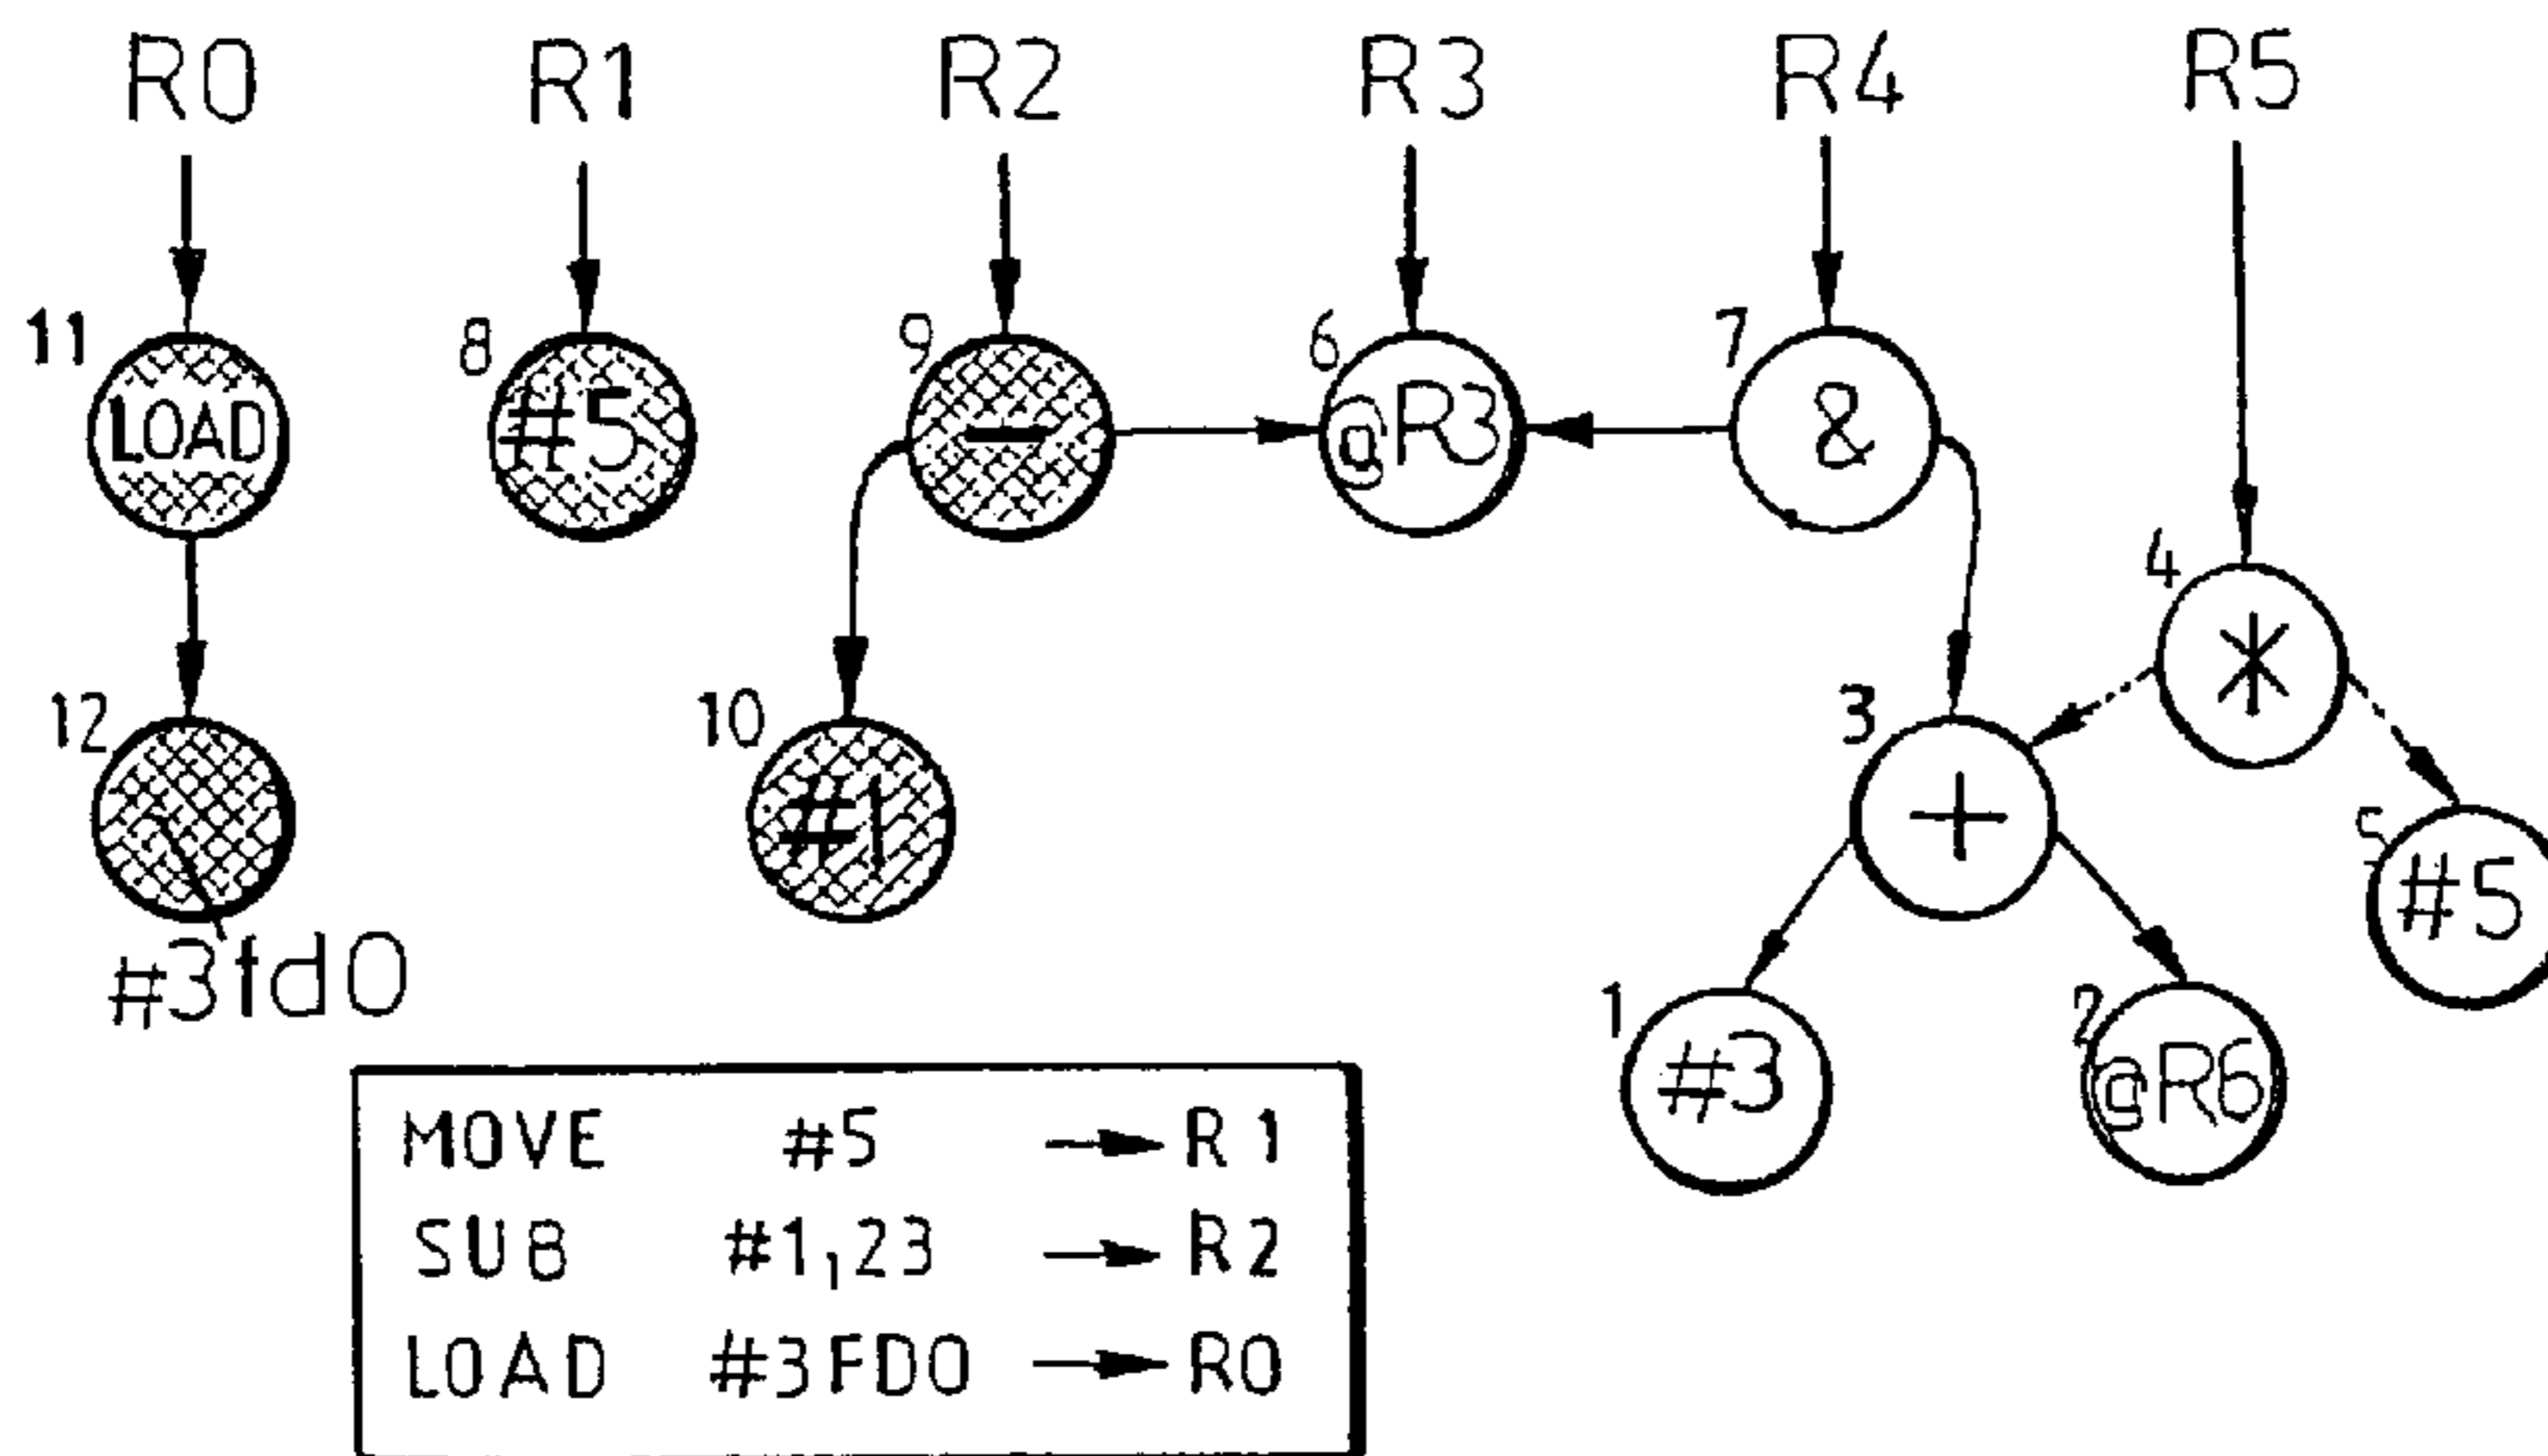 R0 R1 R2 R3 R4 R5
11 8 9 6 7
LOAD #5 - @R3 &
4
*
12 10 3
#1 + 5 #5
#3fd0
1 2
#3 @R6
MOVE #5 → R1
SUB #1,23 → R2
LOAD #3FD0 → R0